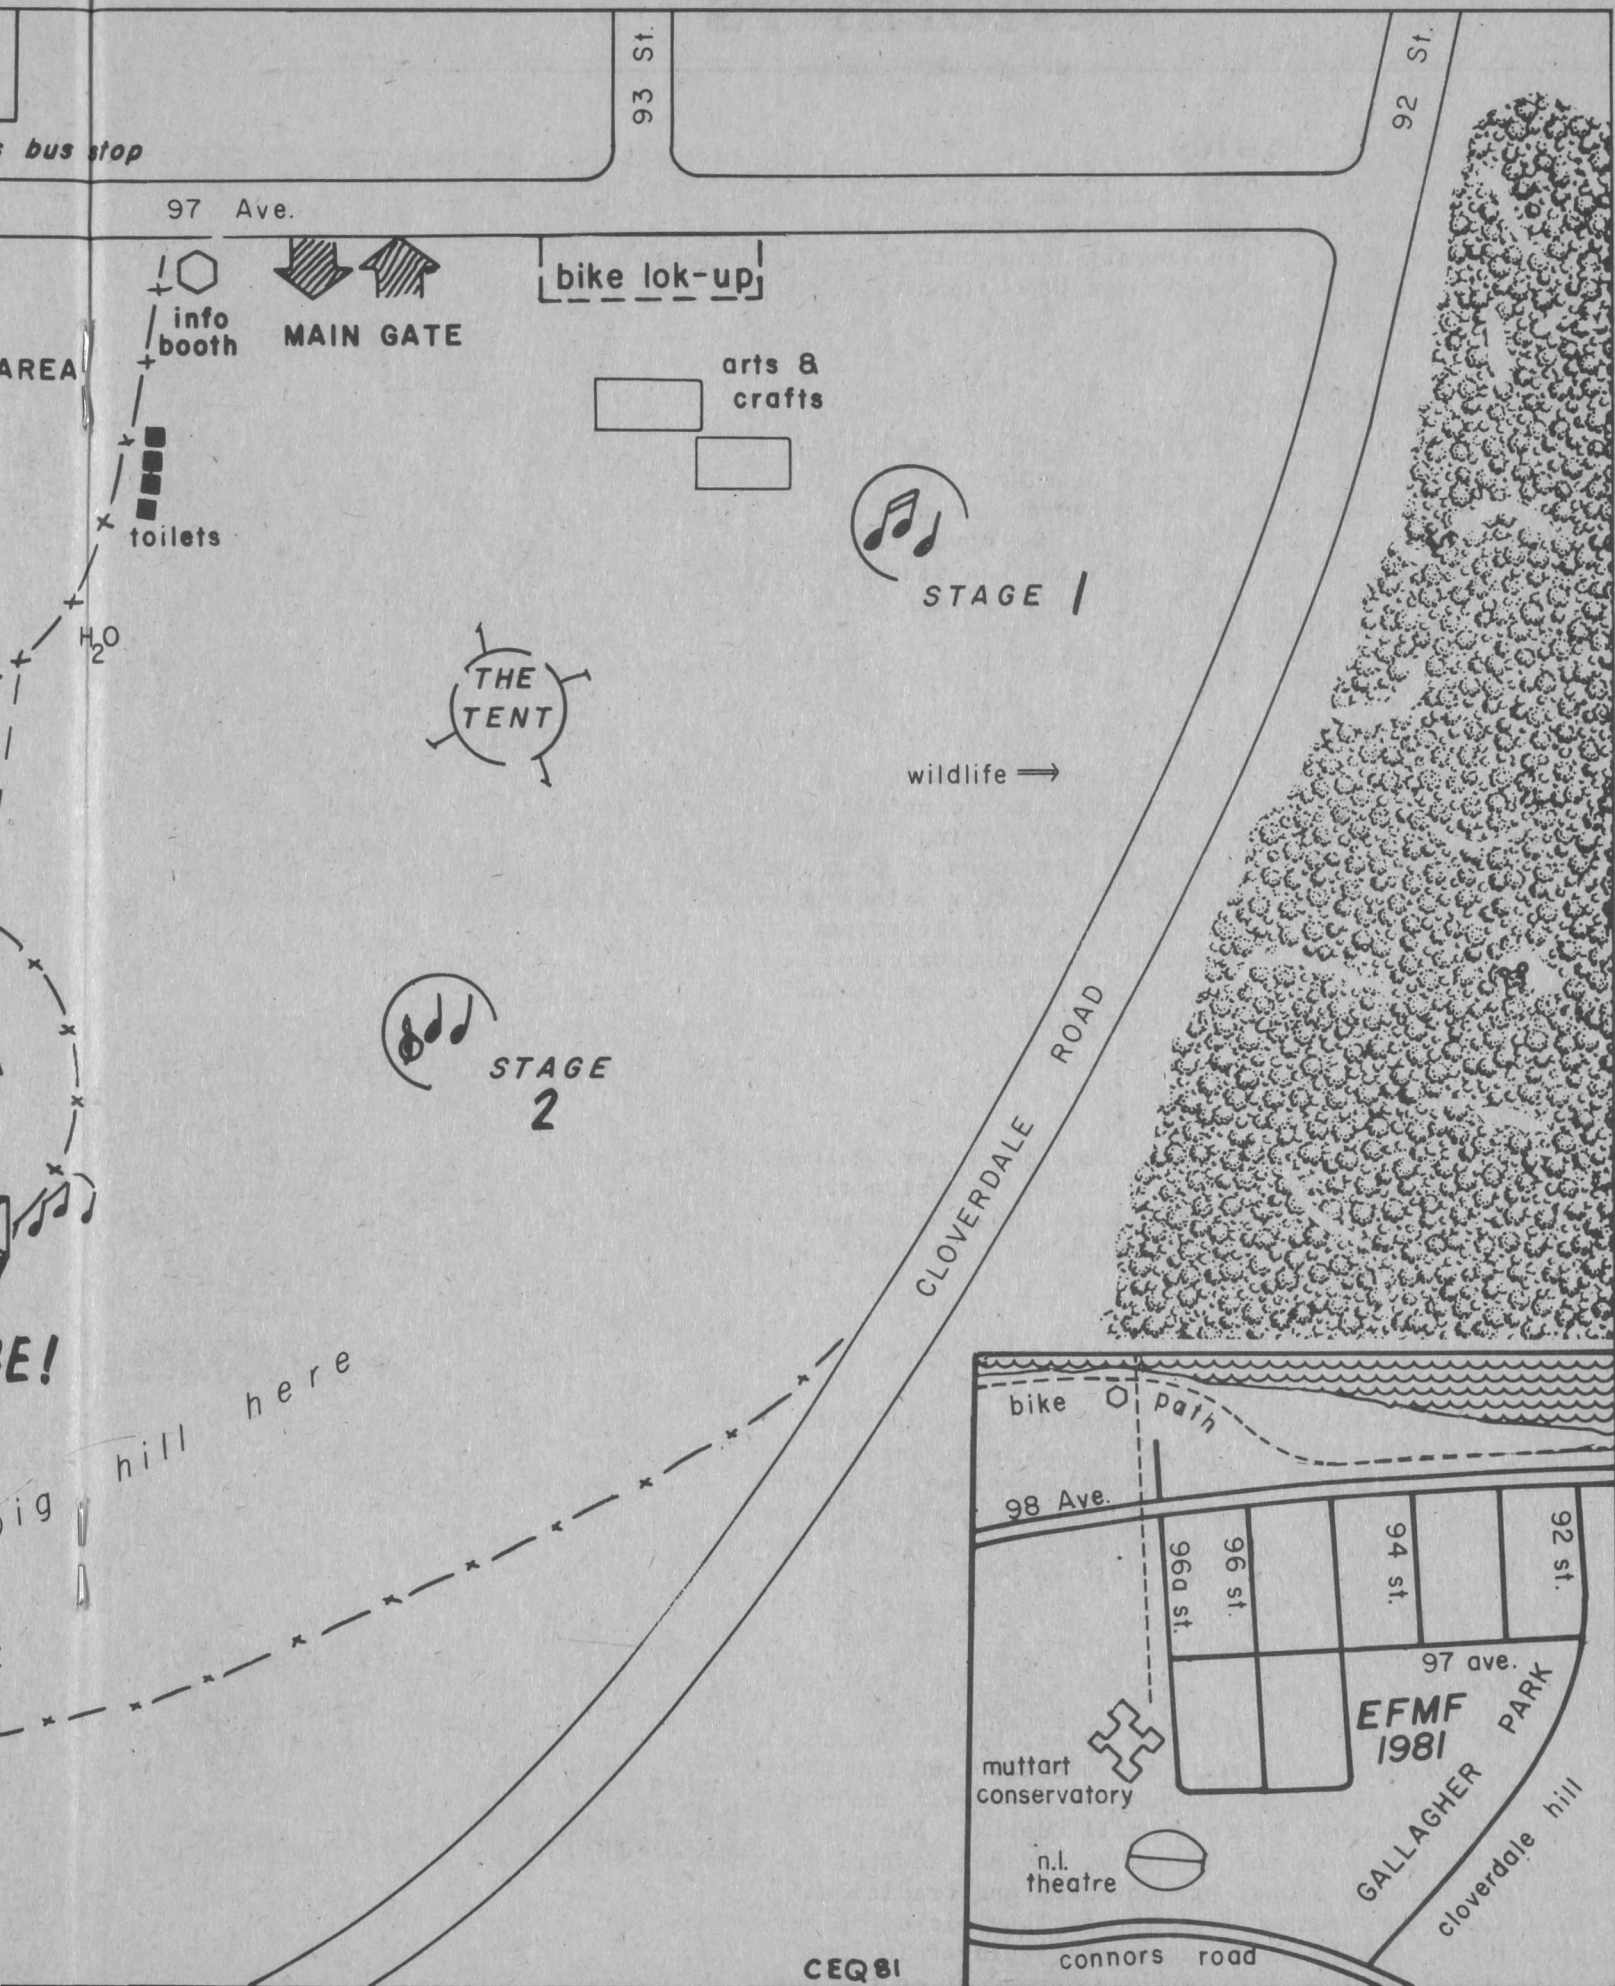 93 St.
92 St.
bus stop
97 Ave.
info
booth
MAIN GATE
bike lok-up
AREA
arts &
crafts
toilets
STAGE 1
H2O
THE
TENT
wildlife
STAGE
2
CLOVERDALE ROAD
hill here
bike path
98 Ave.
96a st.
96 st.
94 st.
92 st.
97 ave.
EFMF
1981
GALLAGHER PARK
muttart
conservatory
n.l.
theatre
cloverdale hill
connors road
CEQ81